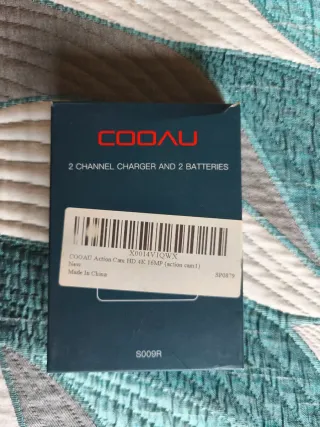 COOAU
2 CHANNEL CHARGER AND 2 BATTERIES
X0014V1QWX
COOAU Action Cam HD 4K 16MP (action cam1)
New
Made In China
S009R